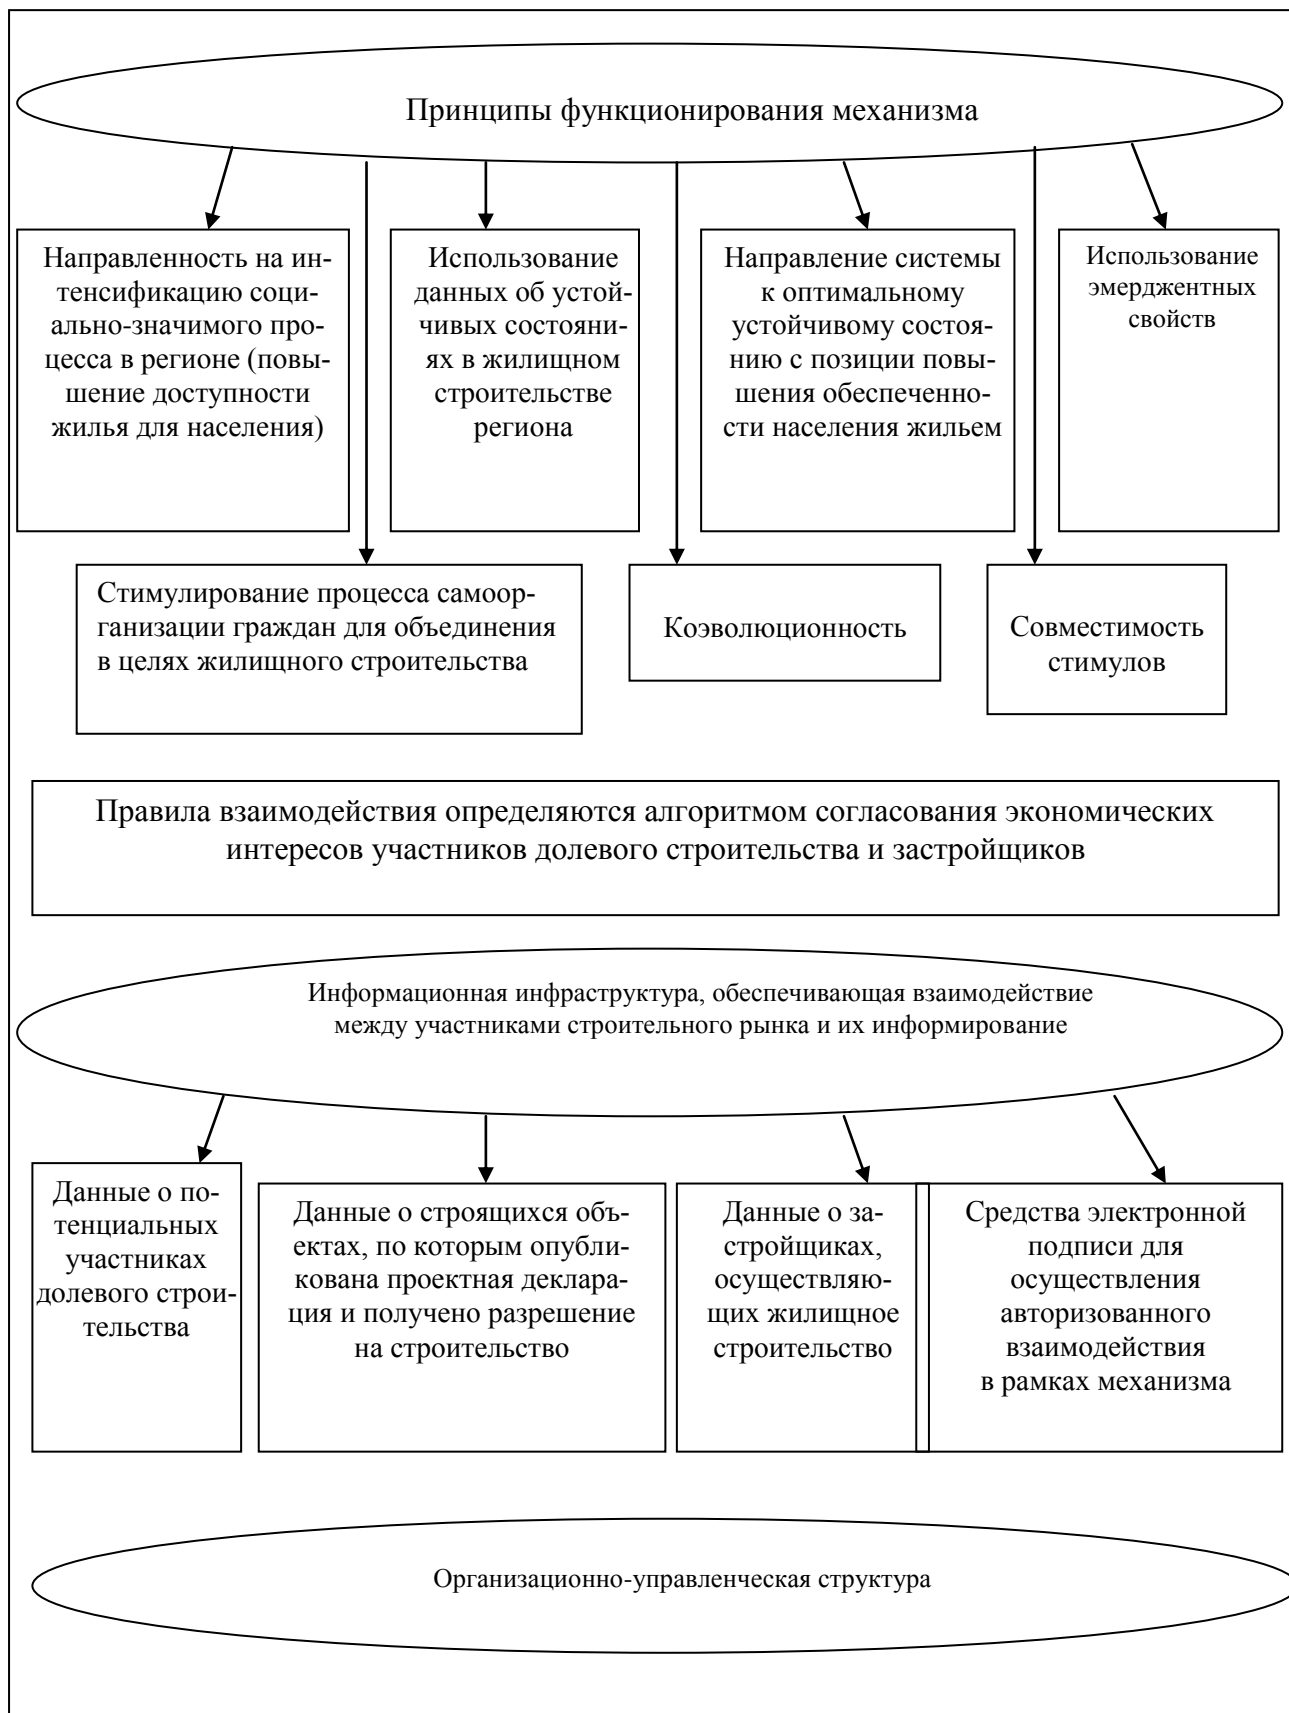 Принципы функционирования механизма
Направленность на ин-
тенсификацию соци-
ально-значимого про-
цесса в регионе (повы-
шение доступности
жилья для населения)
Использование
данных об устой-
чивых состояни-
ях в жилищном
строительстве
региона
Направление системы
к оптимальному
устойчивому состоя-
нию с позиции повы-
шения обеспеченно-
сти населения жильем
Использование
эмерджентных
свойств
Стимулирование процесса самоор-
ганизации граждан для объединения
в целях жилищного строительства
Коэволюционность
Совместимость
стимулов
Правила взаимодействия определяются алгоритмом согласования экономических
интересов участников долевого строительства и застройщиков
Информационная инфраструктура, обеспечивающая взаимодействие
между участниками строительного рынка и их информирование
Данные о по-
тенциальных
участниках
долевого строи-
тельства
Данные о строящихся объ-
ектах, по которым опубли-
кована проектная деклара-
ция и получено разрешение
на строительство
Данные о за-
стройщиках,
осуществляю-
щих жилищное
строительство
Средства электронной
подписи для
осуществления
авторизованного
взаимодействия
в рамках механизма
Организационно-управленческая структура